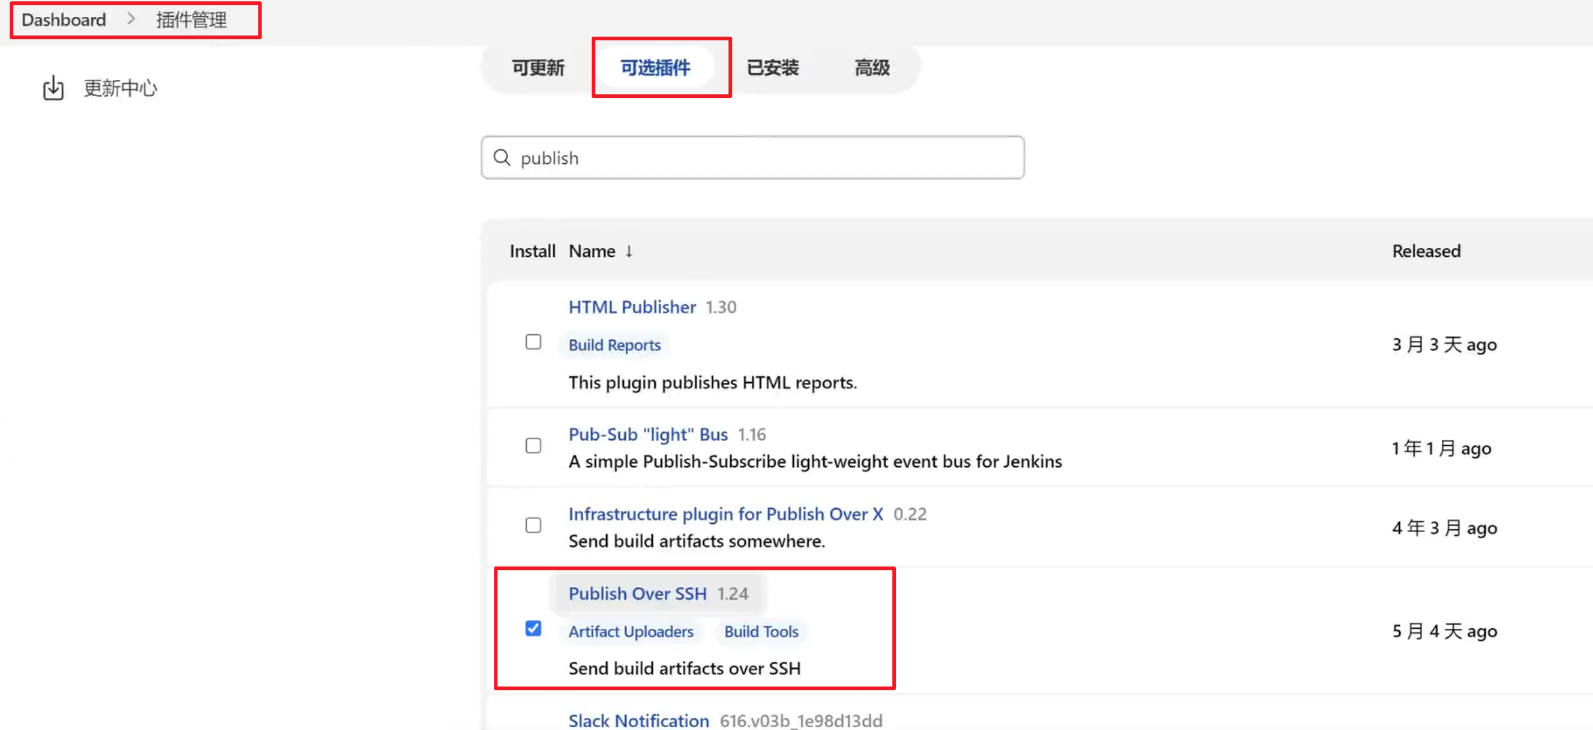 Dashboard > 插件管理
更新中心
可更新 可选插件 已安装 高级
publish
Install Name ↓ Released
HTML Publisher 1.30
Build Reports
3 月 3 天 ago
This plugin publishes HTML reports.
Pub-Sub "light" Bus 1.16
1 年 1 月 ago
A simple Publish-Subscribe light-weight event bus for Jenkins
Infrastructure plugin for Publish Over X 0.22
4 年 3 月 ago
Send build artifacts somewhere.
Publish Over SSH 1.24
Artifact Uploaders Build Tools
5 月 4 天 ago
Send build artifacts over SSH
Slack Notification 616.v03b_1e98d13dd